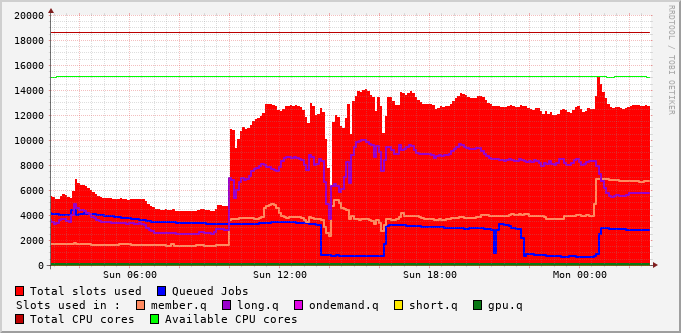 20000
18000
16000
14000
12000
10000
8000
6000
4000
2000
0
Sun 06:00 Sun 12:00 Sun 18:00 Mon 00:00
RRDTOOL / TOBI OETIKER
Total slots used Queued Jobs
Slots used in : member.q long.q ondemand.q short.q gpu.q
Total CPU cores Available CPU cores